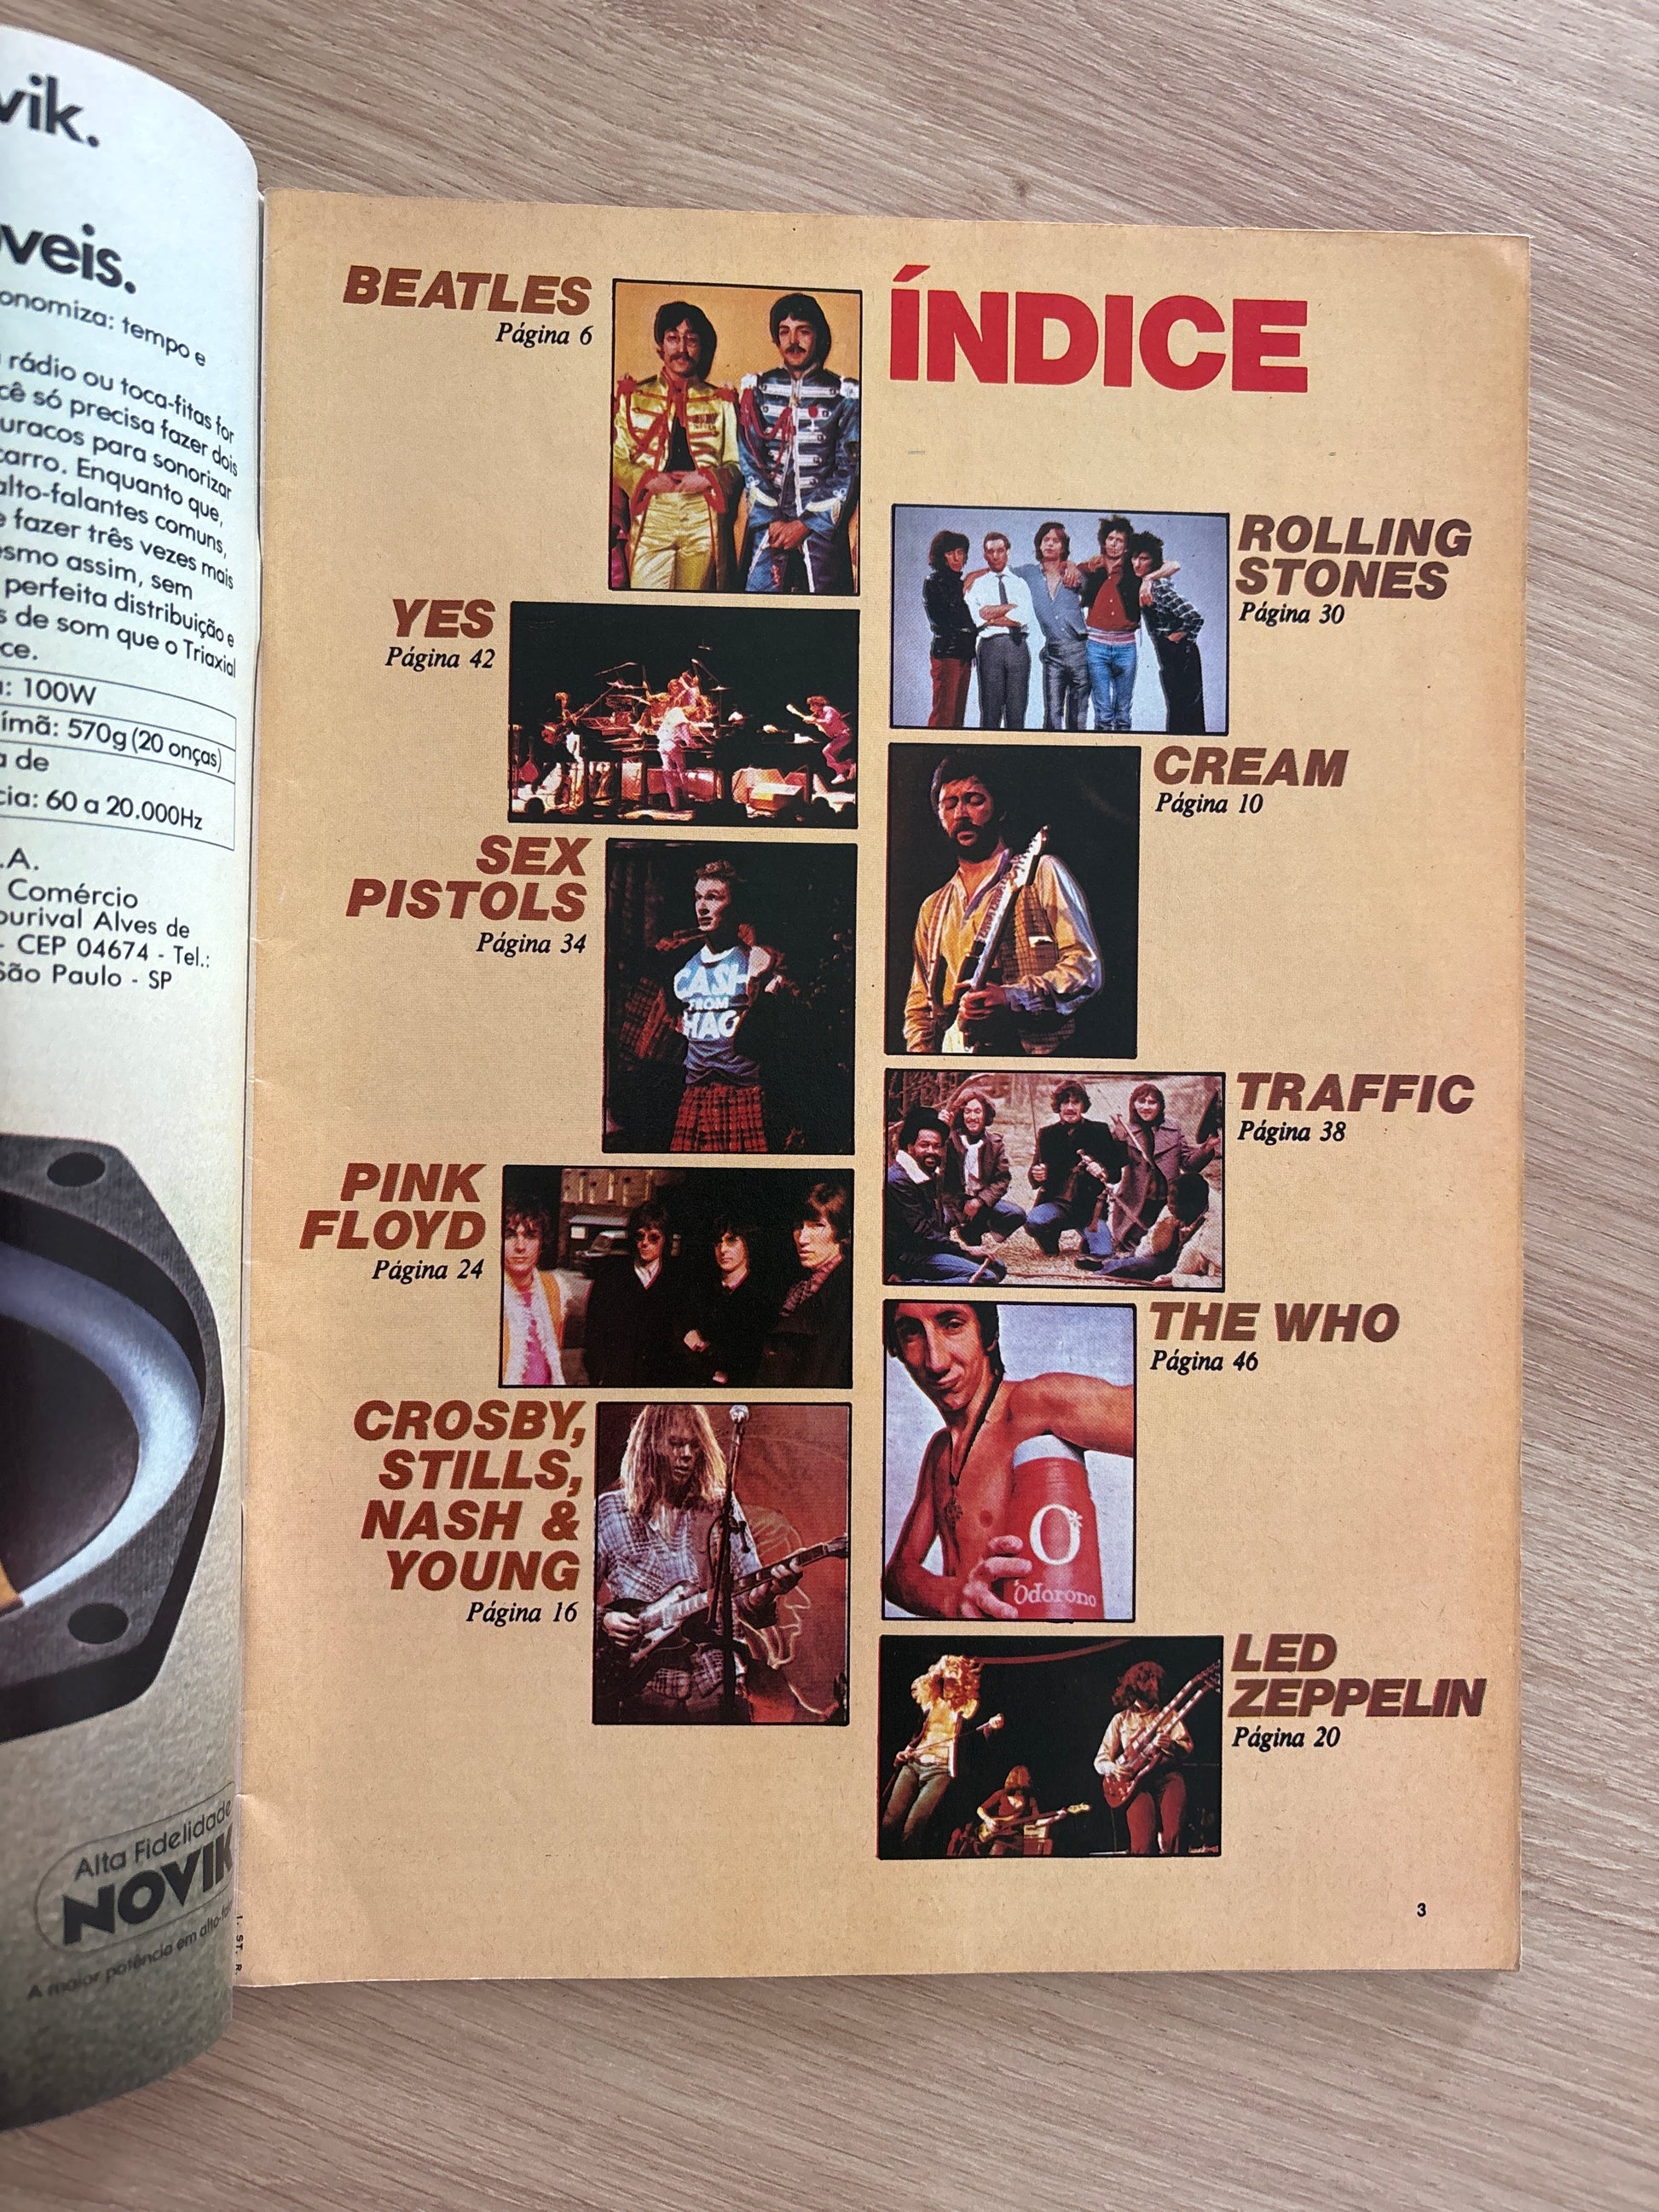 vik.
veis.
onomiza: tempo e
rádio ou toca-fitas for
cê só precisa fazer dois
uracos para sonorizar
carro. Enquanto que,
alto-falantes comuns,
e fazer três vezes mais
esmo assim, sem
perfeita distribuição e
s de som que o Triaxial
ce.
a: 100W
ímã: 570g (20 onças)
a de
cia: 60 a 20.000Hz
.A.
Comércio
ourival Alves de
- CEP 04674 - Tel.:
São Paulo - SP
Alta Fidelidade
NOVIK
A maior potência em alto-fa
ÍNDICE
BEATLES
Página 6
YES
Página 42
SEX
PISTOLS
Página 34
CASH
FROM
HAO
PINK
FLOYD
Página 24
CROSBY,
STILLS,
NASH &
YOUNG
Página 16
ROLLING
STONES
Página 30
CREAM
Página 10
TRAFFIC
Página 38
THE WHO
Página 46
O
Odorono
LED
ZEPPELIN
Página 20
3